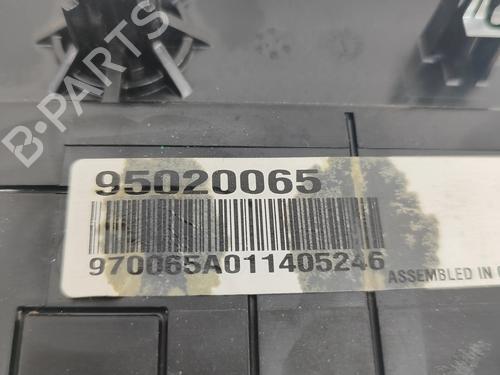 B-PARTS
95020065
970065A011405246
ASSEMBLED IN